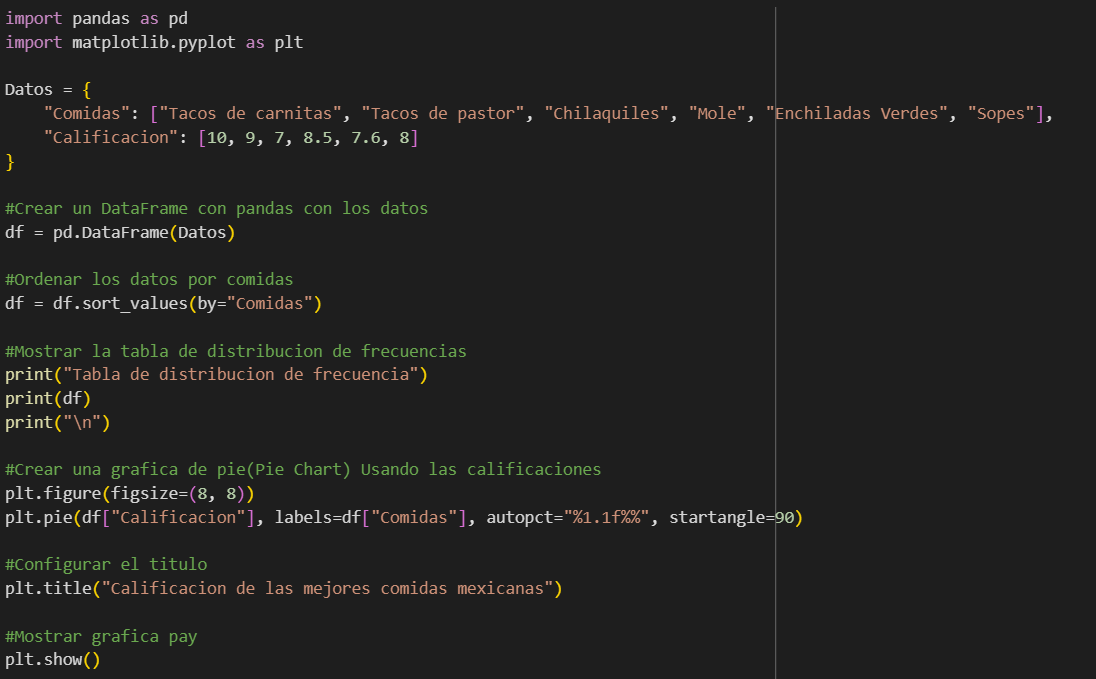 import pandas as pd
import matplotlib.pyplot as plt

Datos = {
    "Comidas": ["Tacos de carnitas", "Tacos de pastor", "Chilaquiles", "Mole", "Enchiladas Verdes", "Sopes"],
    "Calificacion": [10, 9, 7, 8.5, 7.6, 8]
}

#Crear un DataFrame con pandas con los datos
df = pd.DataFrame(Datos)

#Ordenar los datos por comidas
df = df.sort_values(by="Comidas")

#Mostrar la tabla de distribucion de frecuencias
print("Tabla de distribucion de frecuencia")
print(df)
print("\n")

#Crear una grafica de pie(Pie Chart) Usando las calificaciones
plt.figure(figsize=(8, 8))
plt.pie(df["Calificacion"], labels=df["Comidas"], autopct="%1.1f%%", startangle=90)

#Configurar el titulo
plt.title("Calificacion de las mejores comidas mexicanas")

#Mostrar grafica pay
plt.show()